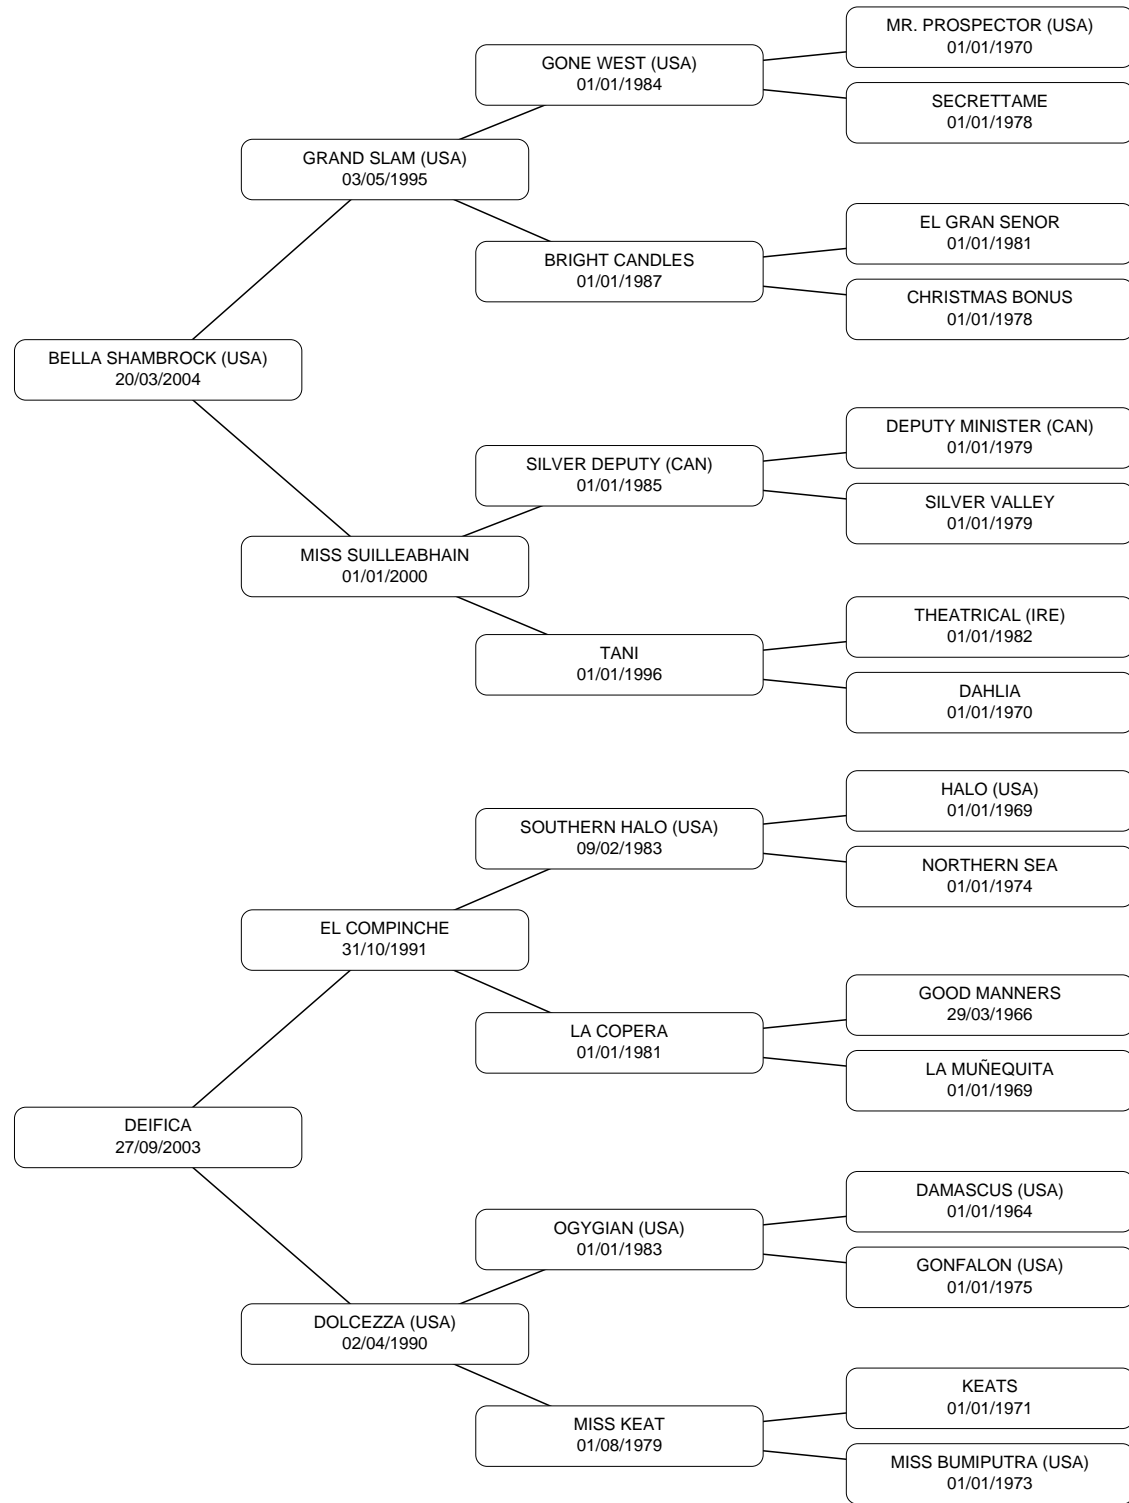 MR. PROSPECTOR (USA)
01/01/1970
GONE WEST (USA)
01/01/1984
SECRETTAME
01/01/1978
GRAND SLAM (USA)
03/05/1995
EL GRAN SENOR
01/01/1981
BRIGHT CANDLES
01/01/1987
CHRISTMAS BONUS
01/01/1978
BELLA SHAMBROCK (USA)
20/03/2004
DEPUTY MINISTER (CAN)
01/01/1979
SILVER DEPUTY (CAN)
01/01/1985
SILVER VALLEY
01/01/1979
MISS SUILLEABHAIN
01/01/2000
THEATRICAL (IRE)
01/01/1982
TANI
01/01/1996
DAHLIA
01/01/1970
HALO (USA)
01/01/1969
SOUTHERN HALO (USA)
09/02/1983
NORTHERN SEA
01/01/1974
EL COMPINCHE
31/10/1991
GOOD MANNERS
29/03/1966
LA COPERA
01/01/1981
LA MUÑEQUITA
01/01/1969
DEIFICA
27/09/2003
DAMASCUS (USA)
01/01/1964
OGYGIAN (USA)
01/01/1983
GONFALON (USA)
01/01/1975
DOLCEZZA (USA)
02/04/1990
KEATS
01/01/1971
MISS KEAT
01/08/1979
MISS BUMIPUTRA (USA)
01/01/1973